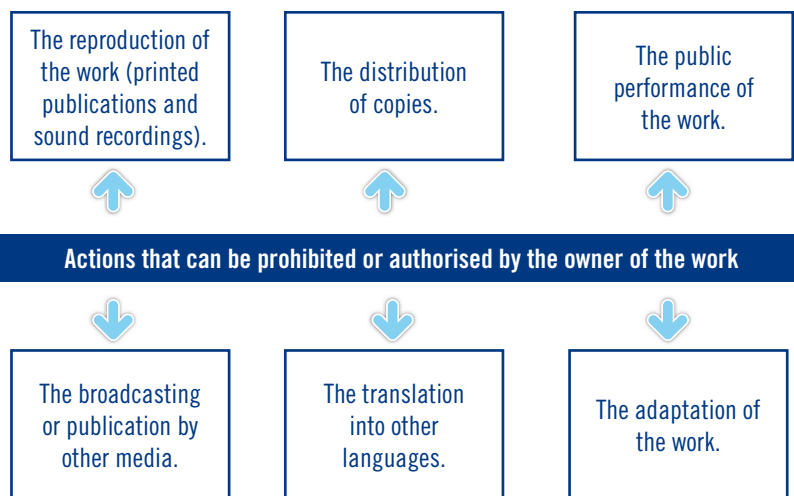 The reproduction of
the work (printed
publications and
sound recordings).
The distribution
of copies.
The public
performance of
the work.
Actions that can be prohibited or authorised by the owner of the work
The broadcasting
or publication by
other media.
The translation
into other
languages.
The adaptation of
the work.